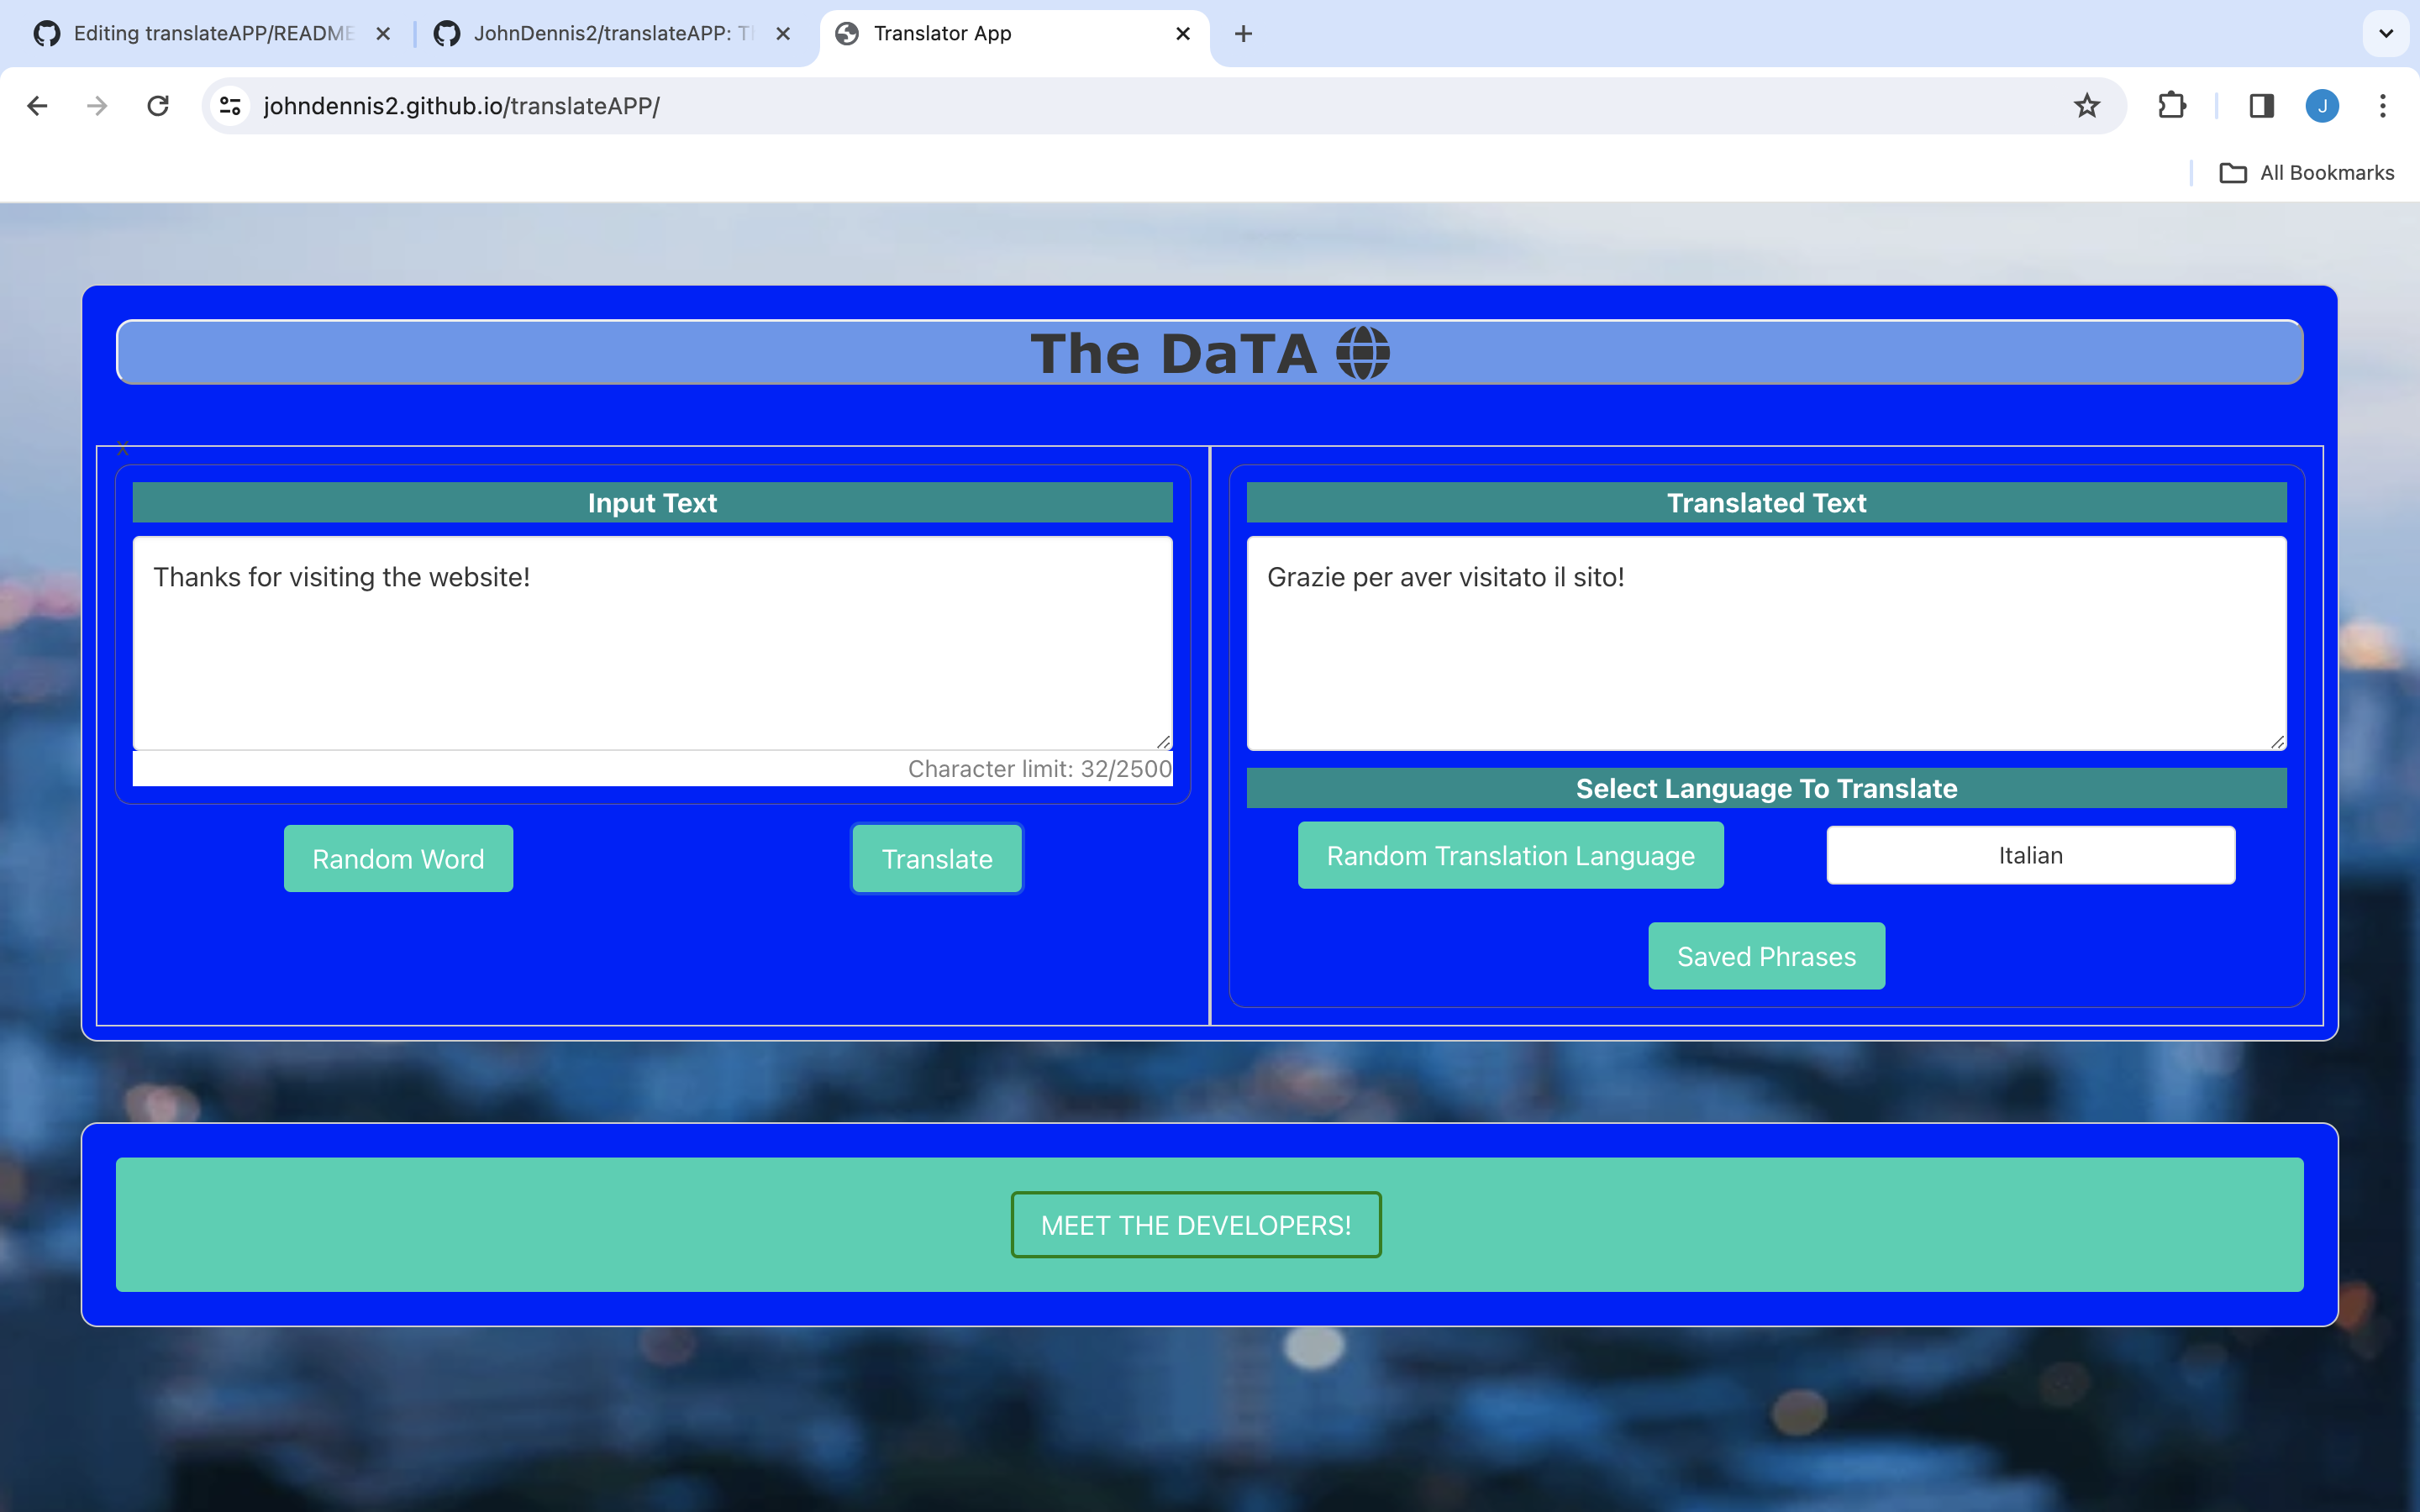 Editing translateAPP/README
JohnDennis2/translateAPP: T
Translator App
johndennis2.github.io/translateAPP/
J
All Bookmarks
The DaTA
x
Input Text
Thanks for visiting the website!
Character limit: 32/2500
Random Word
Translate
Translated Text
Grazie per aver visitato il sito!
Select Language To Translate
Random Translation Language
Italian
Saved Phrases
MEET THE DEVELOPERS!